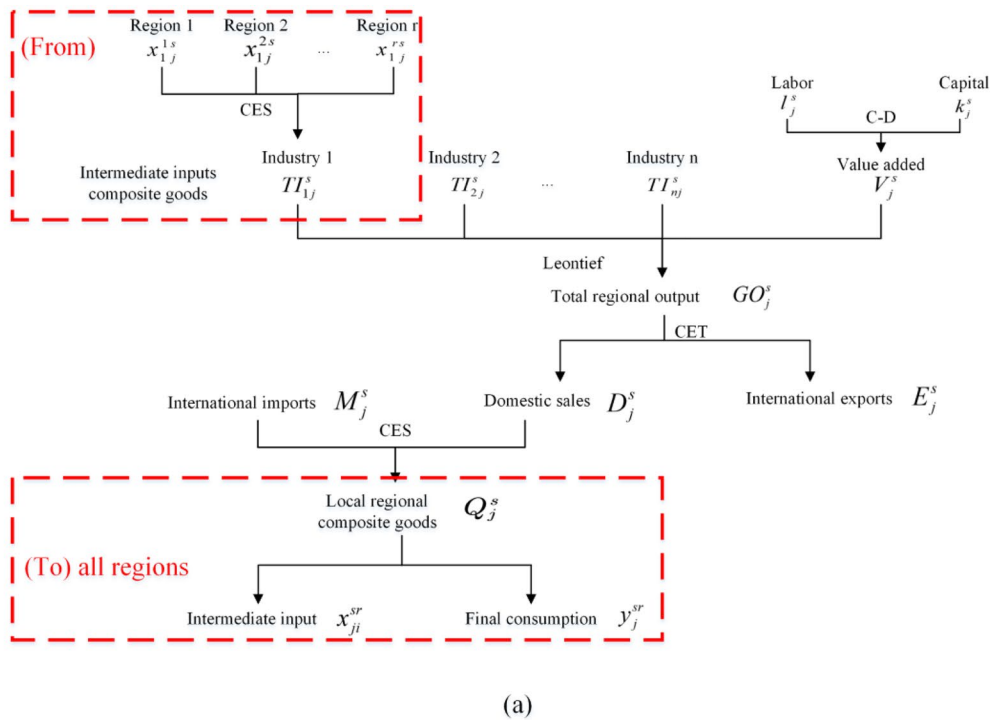 (From)
Region 1 Region 2 Region r
x_{1j}^{1s} x_{1j}^{2s} ... x_{1j}^{rs}
CES
Labor Capital
l_j^s k_j^s
C-D
Intermediate inputs
composite goods
Industry 1 Industry 2 Industry n Value added
TI_{1j}^s TI_{2j}^s ... TI_{nj}^s V_j^s
Leontief
Total regional output GO_j^s
CET
International imports M_j^s Domestic sales D_j^s International exports E_j^s
CES
Local regional
composite goods Q_j^s
(To) all regions
Intermediate input x_{ji}^{sr} Final consumption y_j^{sr}
(a)